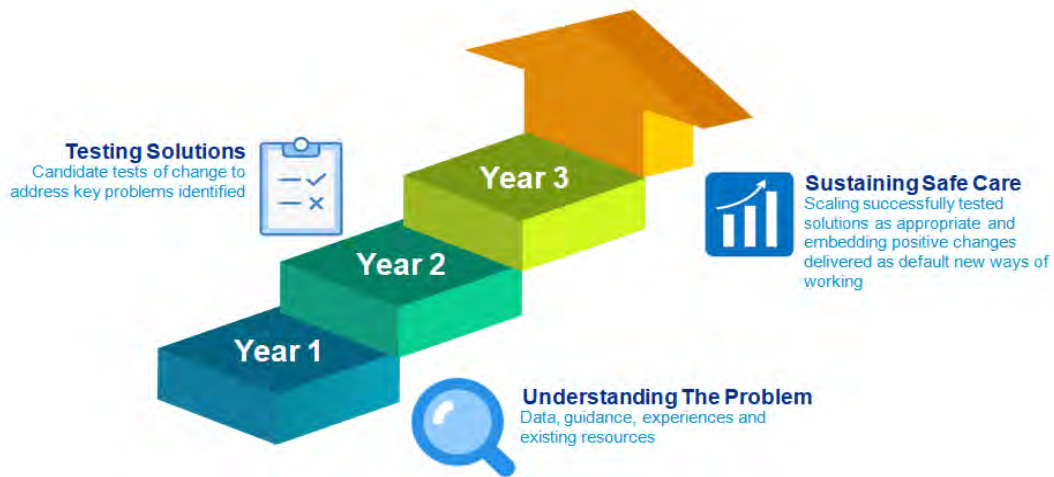 Testing Solutions
Candidate tests of change to
address key problems identified
Year 3
Sustaining Safe Care
Scaling successfully tested
solutions as appropriate and
embedding positive changes
delivered as default new ways of
working
Year 2
Year 1
Understanding The Problem
Data, guidance, experiences and
existing resources